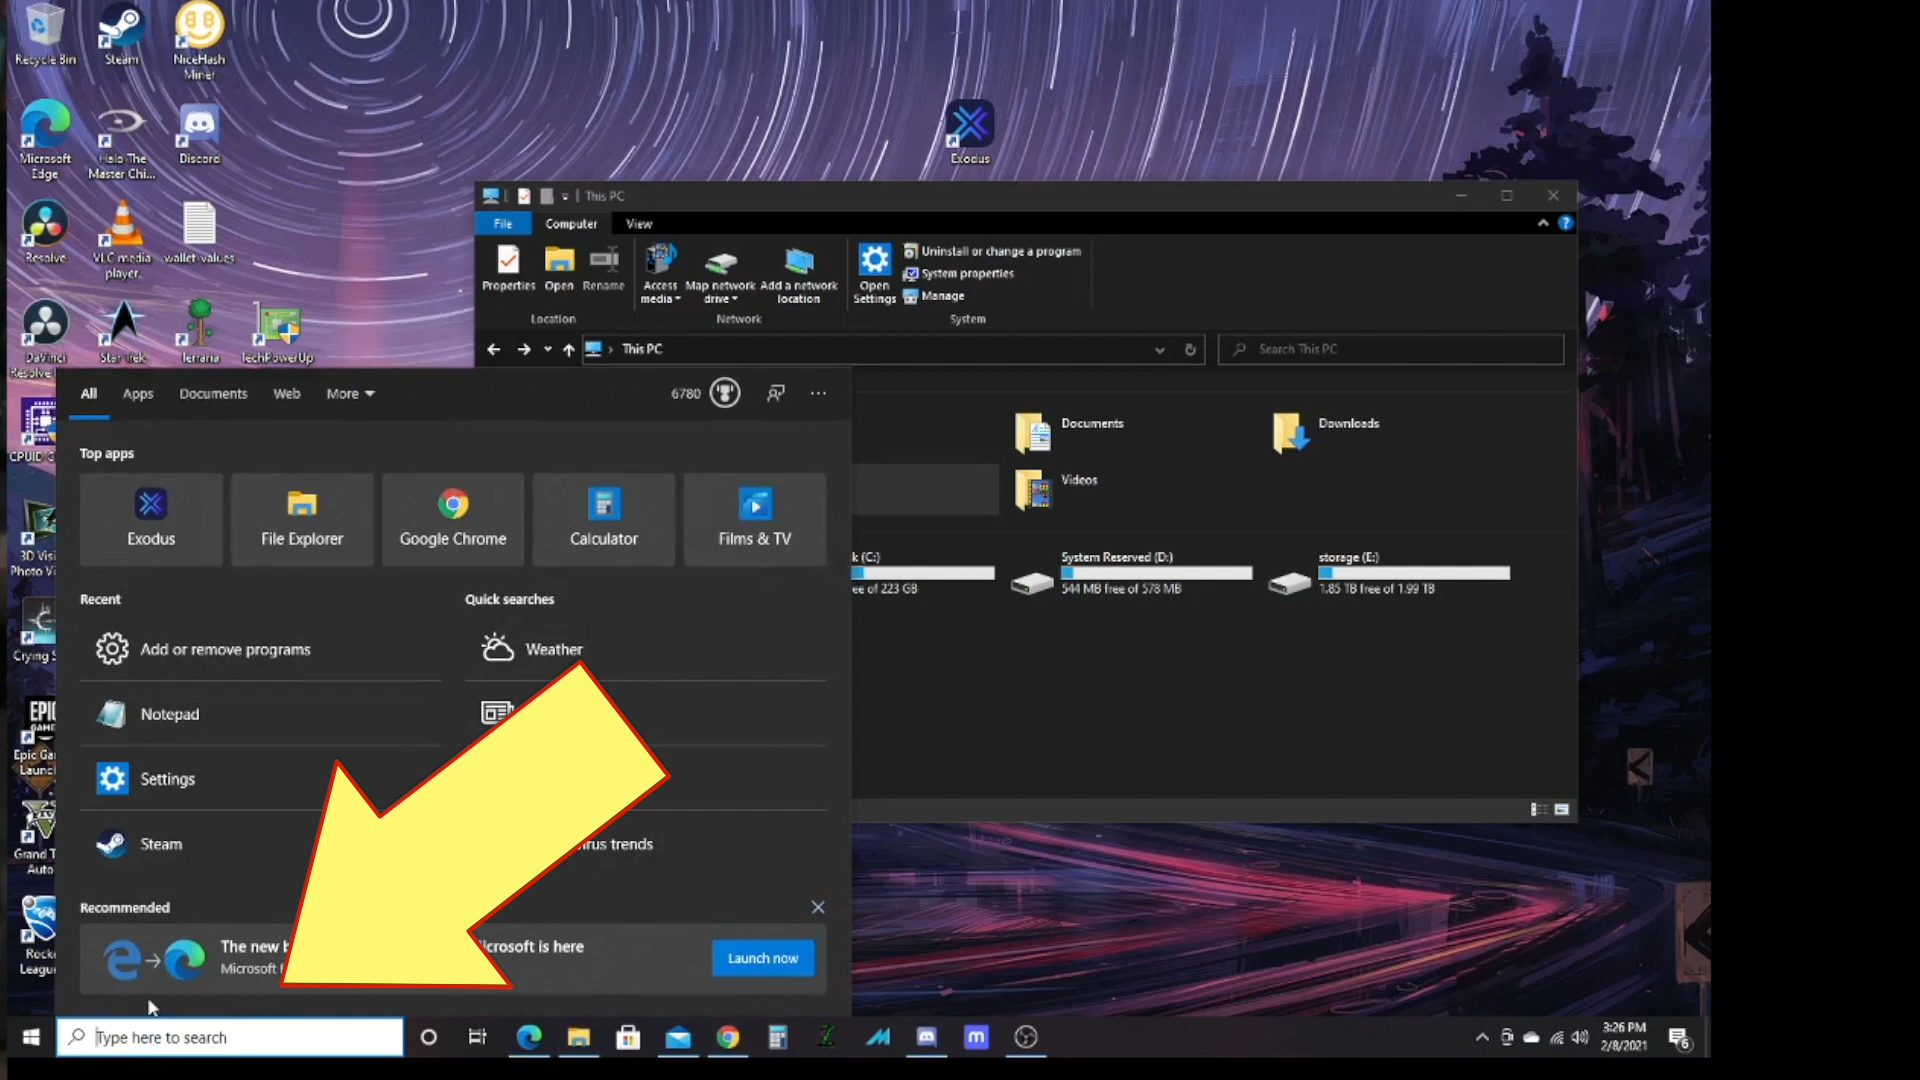 Recycle Bin
Steam
NiceHash
Miner
Microsoft
Edge
Halo The
Master Chi...
Discord
Exodus
Resolve
VLC media
player
wallet-values
DaVinci
Resolve
Star Trek
Terraria
TechPowerUp
CPUID
3D Vis
Photo Vi
Crying S
EPIC
GAMES
Epic Ga
Launc
Grand T
Auto
Rock
Leagu
This PC
File
Computer
View
Properties
Open
Rename
Access
media
Map network
drive
Add a network
location
Open
Settings
Uninstall or change a program
System properties
Manage
Location
Network
System
This PC
Search This PC
Documents
Downloads
Videos
k (C:)
ee of 223 GB
System Reserved (D:)
544 MB free of 578 MB
storage (E:)
1.85 TB free of 1.99 TB
All
Apps
Documents
Web
More
6780
Top apps
Exodus
File Explorer
Google Chrome
Calculator
Films & TV
Recent
Quick searches
Add or remove programs
Weather
Notepad
Settings
Steam
irus trends
Recommended
The new b
icrosoft is here
Microsoft
Launch now
Type here to search
3:26 PM
2/8/2021
6